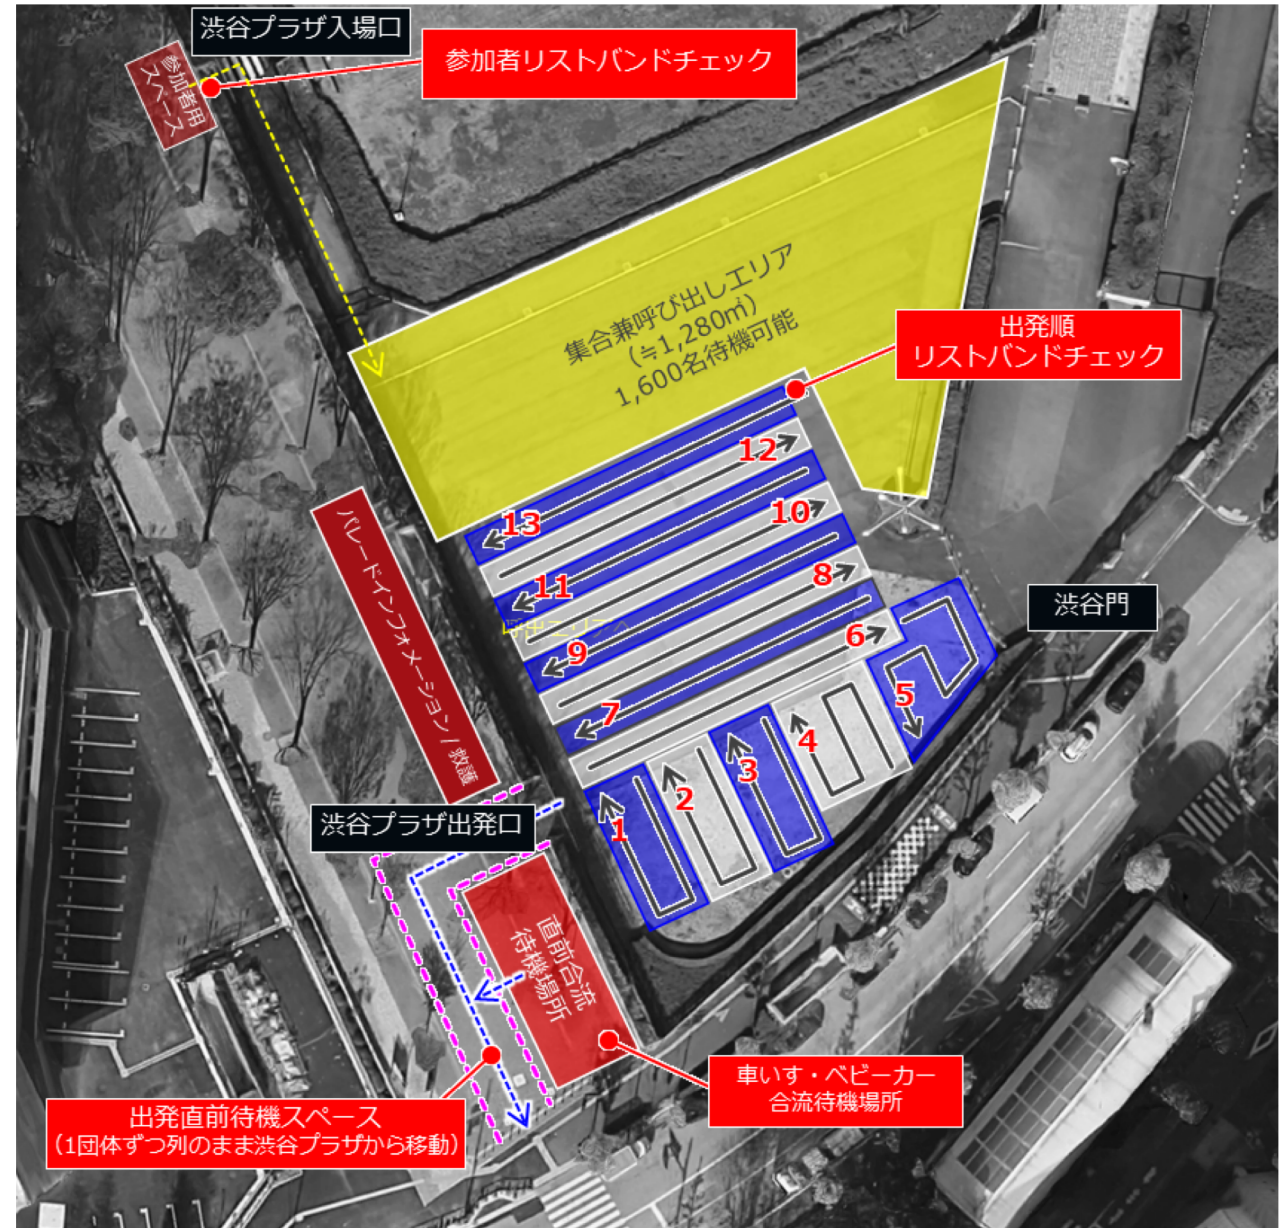 渋谷プラザ入場口
参加者リストバンドチェック
参加者用
スペース
集合兼呼び出しエリア
(≒1,280㎡)
1,600名待機可能
出発順
リストバンドチェック
12
13
10
11
呼出エリアへ
8
9
6
7
渋谷門
5
4
3
2
1
パレードインフォメーション / 救護
渋谷プラザ出発口
直前合流
待機場所
車いす・ベビーカー
合流待機場所
出発直前待機スペース
(1団体ずつ列のまま渋谷プラザから移動)